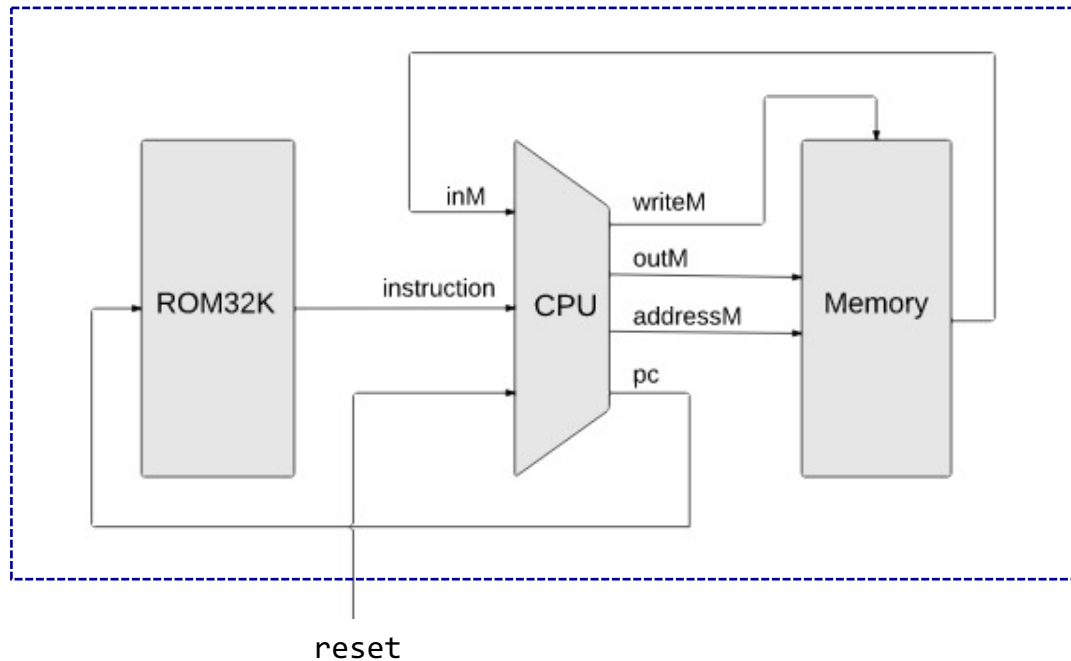 inM
writeM
outM
instruction
ROM32K
CPU
addressM
Memory
pc
reset